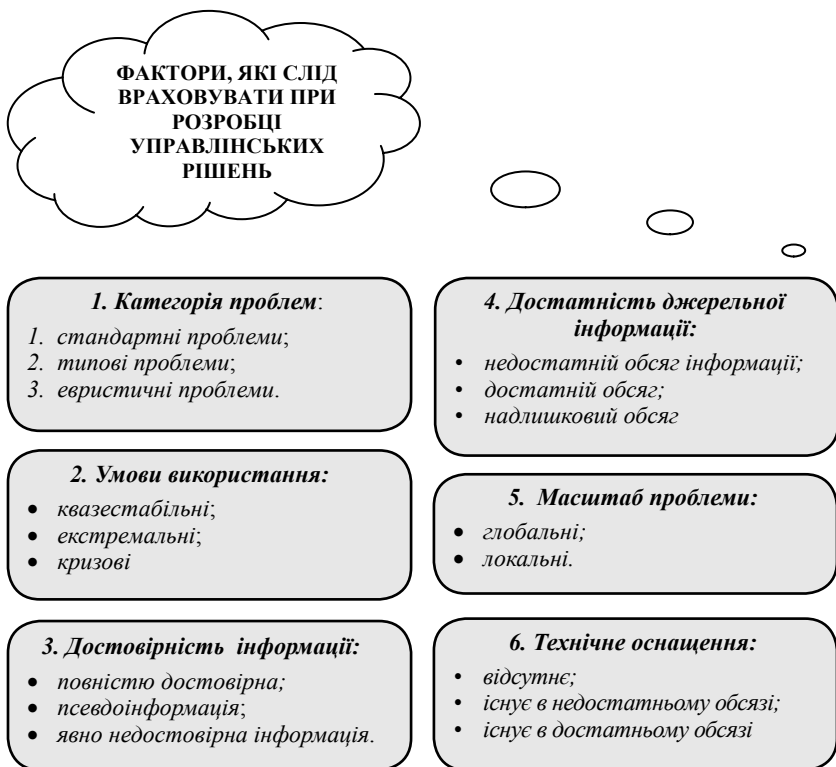 ФАКТОРИ, ЯКІ СЛІД
ВРАХОВУВАТИ ПРИ
РОЗРОБЦІ
УПРАВЛІНСЬКИХ
РІШЕНЬ
1. Категорія проблем:
1. стандартні проблеми;
2. типові проблеми;
3. евристичні проблеми.
2. Умови використання:
• квазестабільні;
• екстремальні;
• кризові
3. Достовірність інформації:
• повністю достовірна;
• псевдоінформація;
• явно недостовірна інформація.
4. Достатність джерельної
інформації:
• недостатній обсяг інформації;
• достатній обсяг;
• надлишковий обсяг
5. Масштаб проблеми:
• глобальні;
• локальні.
6. Технічне оснащення:
• відсутнє;
• існує в недостатньому обсязі;
• існує в достатньому обсязі